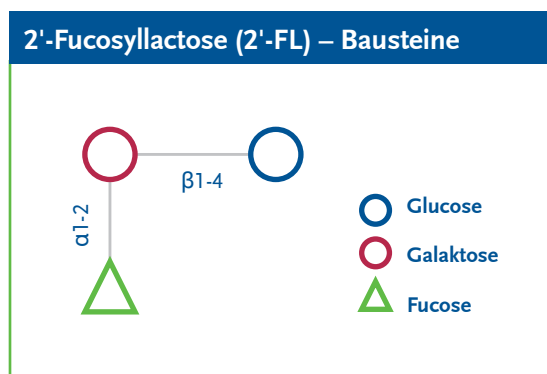 2'-Fucosyllactose (2'-FL) – Bausteine
β1-4
α1-2
Glucose
Galaktose
Fucose